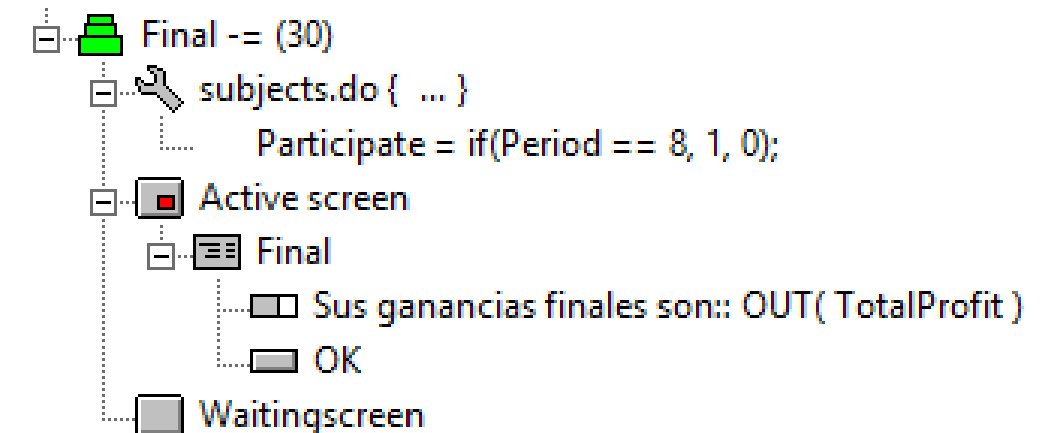 Final -= (30)
subjects.do { ... }
Participate = if(Period == 8, 1, 0);
Active screen
Final
Sus ganancias finales son:: OUT( TotalProfit )
OK
Waitingscreen